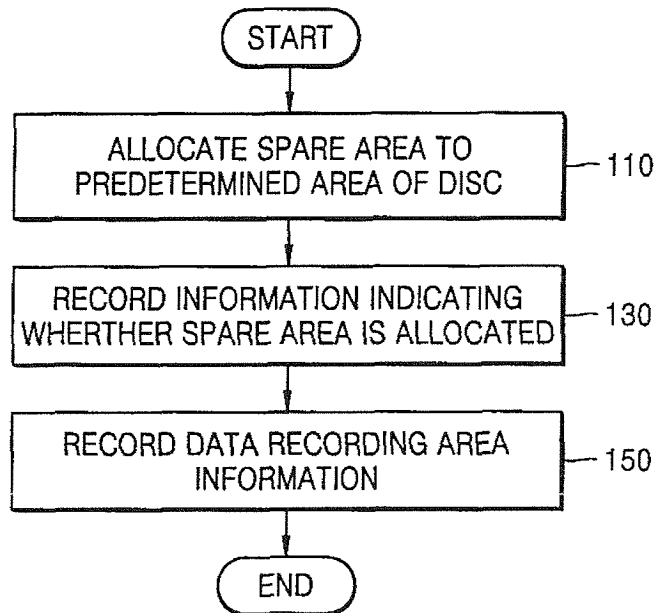 START
ALLOCATE SPARE AREA TO
PREDETERMINED AREA OF DISC
110
RECORD INFORMATION INDICATING
WHERTHER SPARE AREA IS ALLOCATED
130
RECORD DATA RECORDING AREA
INFORMATION
150
END